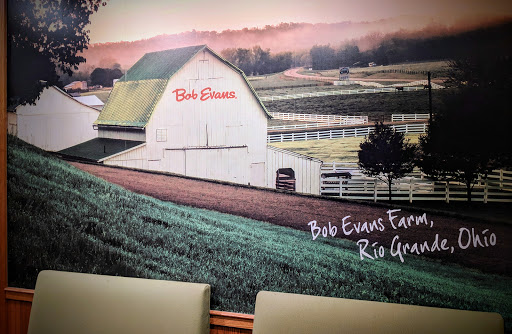 Bob Evans
Bob Evans Farm,
Rio Grande, Ohio